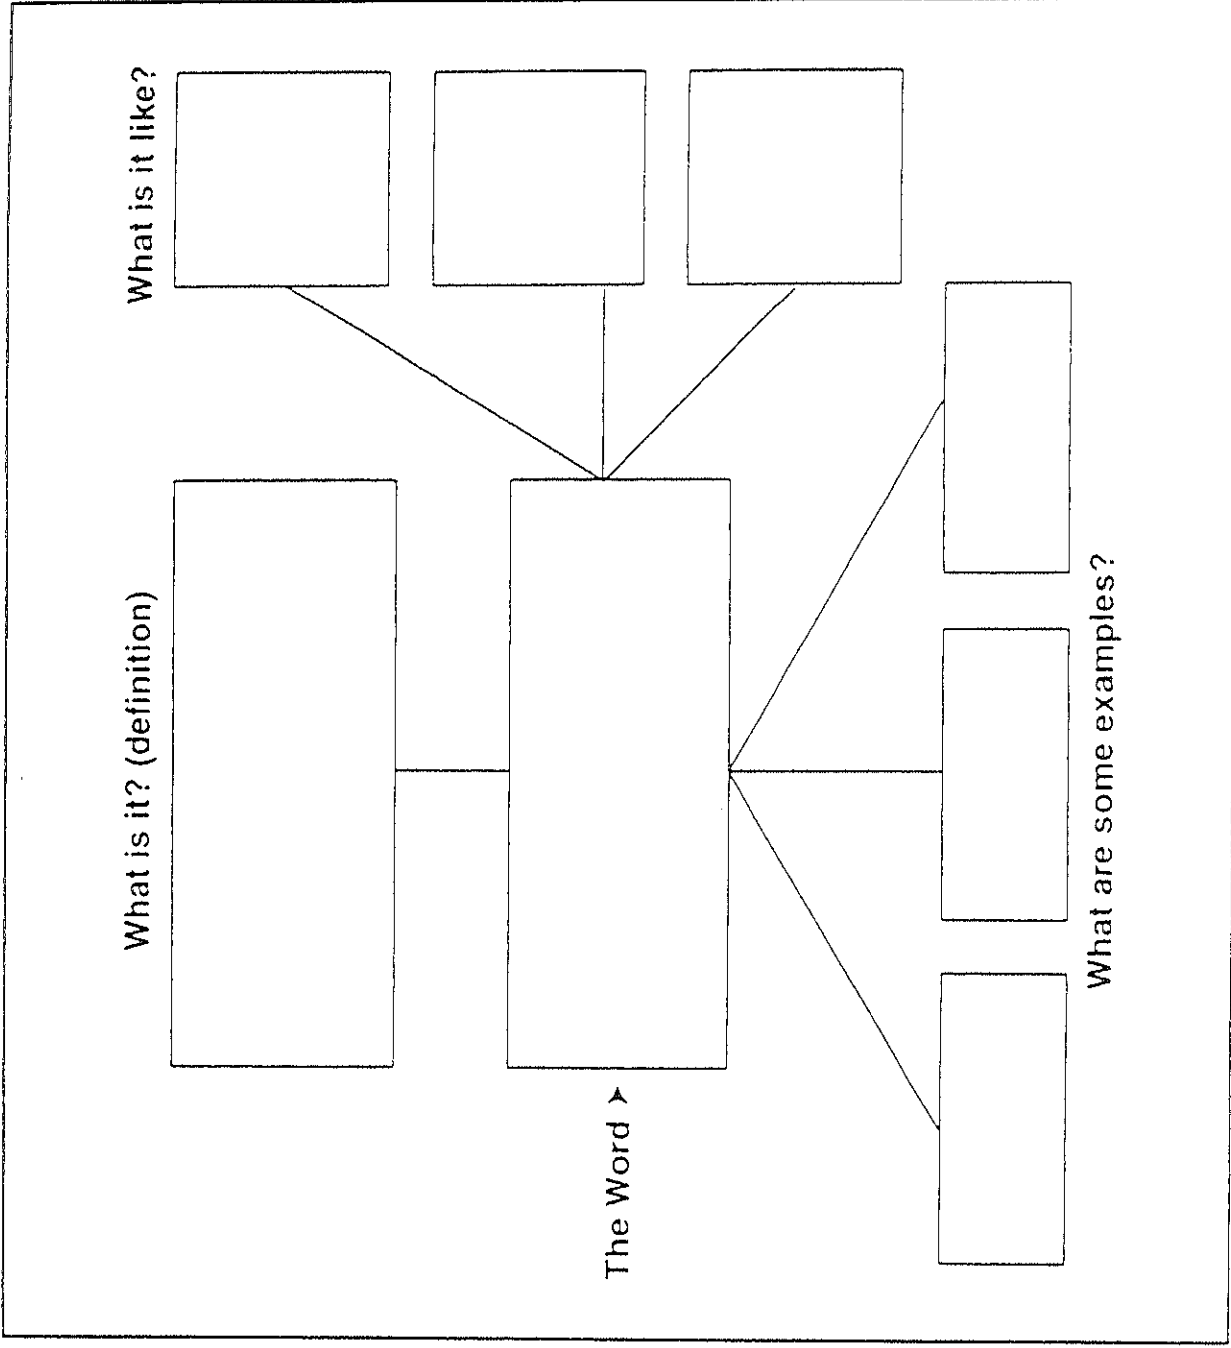 What is it? (definition)
What is it like?
The Word ➤
What are some examples?